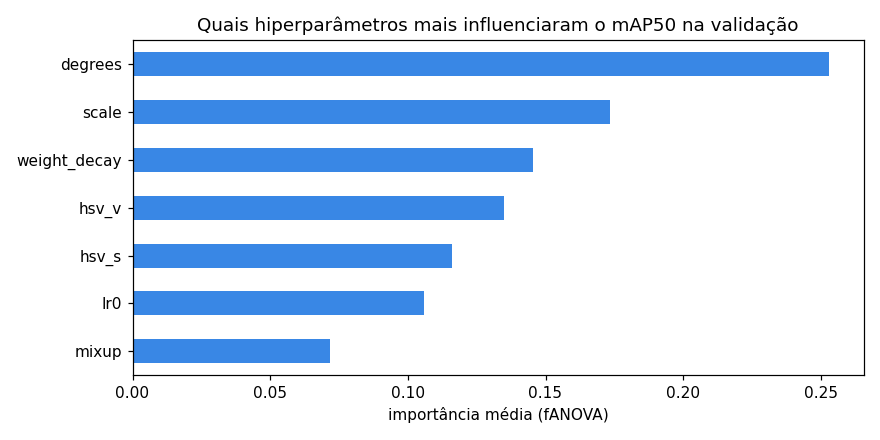 Quais hiperparâmetros mais influenciaram o mAP50 na validação
degrees
scale
weight_decay
hsv_v
hsv_s
lr0
mixup
0.00 0.05 0.10 0.15 0.20 0.25
importância média (fANOVA)